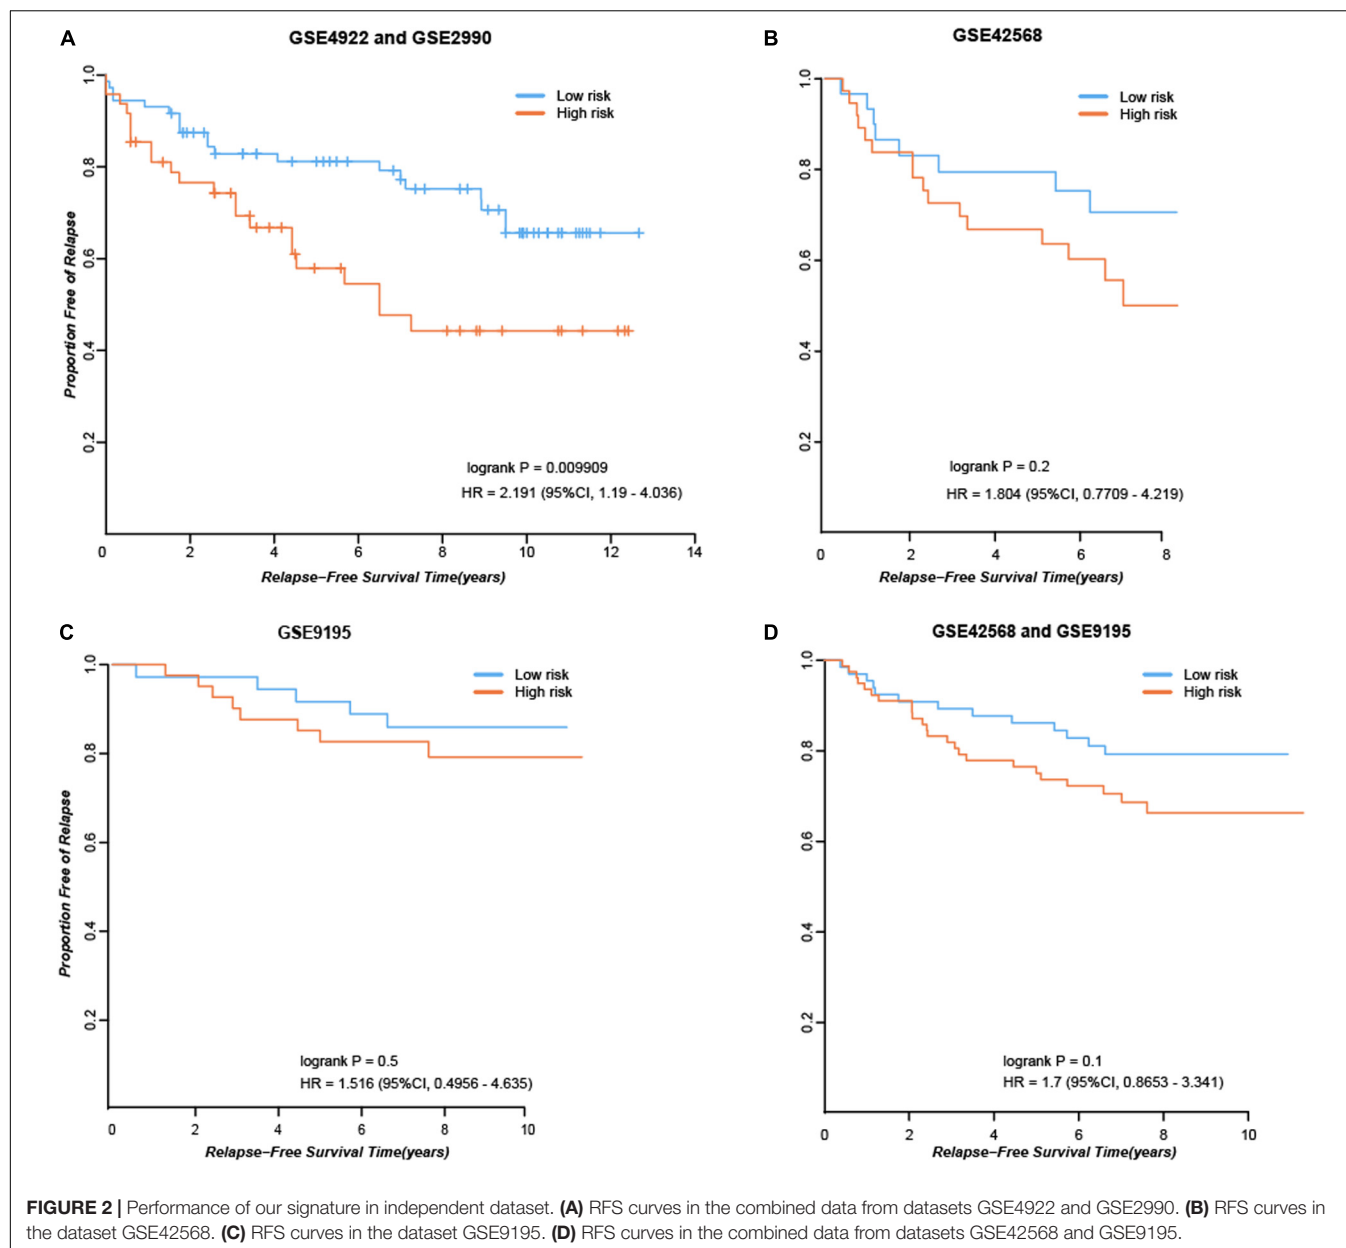 A
GSE4922 and GSE2990
Low risk
High risk
Proportion Free of Relapse
1.0
0.8
0.6
0.4
0.2
logrank P = 0.009909
HR = 2.191 (95%CI, 1.19 - 4.036)
0 2 4 6 8 10 12 14
Relapse-Free Survival Time(years)
B
GSE42568
Low risk
High risk
1.0
0.8
0.6
0.4
0.2
logrank P = 0.2
HR = 1.804 (95%CI, 0.7709 - 4.219)
0 2 4 6 8
Relapse-Free Survival Time(years)
C
GSE9195
Low risk
High risk
Proportion Free of Relapse
1.0
0.8
0.6
0.4
0.2
logrank P = 0.5
HR = 1.516 (95%CI, 0.4956 - 4.635)
0 2 4 6 8 10
Relapse-Free Survival Time(years)
D
GSE42568 and GSE9195
Low risk
High risk
1.0
0.8
0.6
0.4
0.2
logrank P = 0.1
HR = 1.7 (95%CI, 0.8653 - 3.341)
0 2 4 6 8 10
Relapse-Free Survival Time(years)
FIGURE 2 | Performance of our signature in independent dataset. (A) RFS curves in the combined data from datasets GSE4922 and GSE2990. (B) RFS curves in
the dataset GSE42568. (C) RFS curves in the dataset GSE9195. (D) RFS curves in the combined data from datasets GSE42568 and GSE9195.